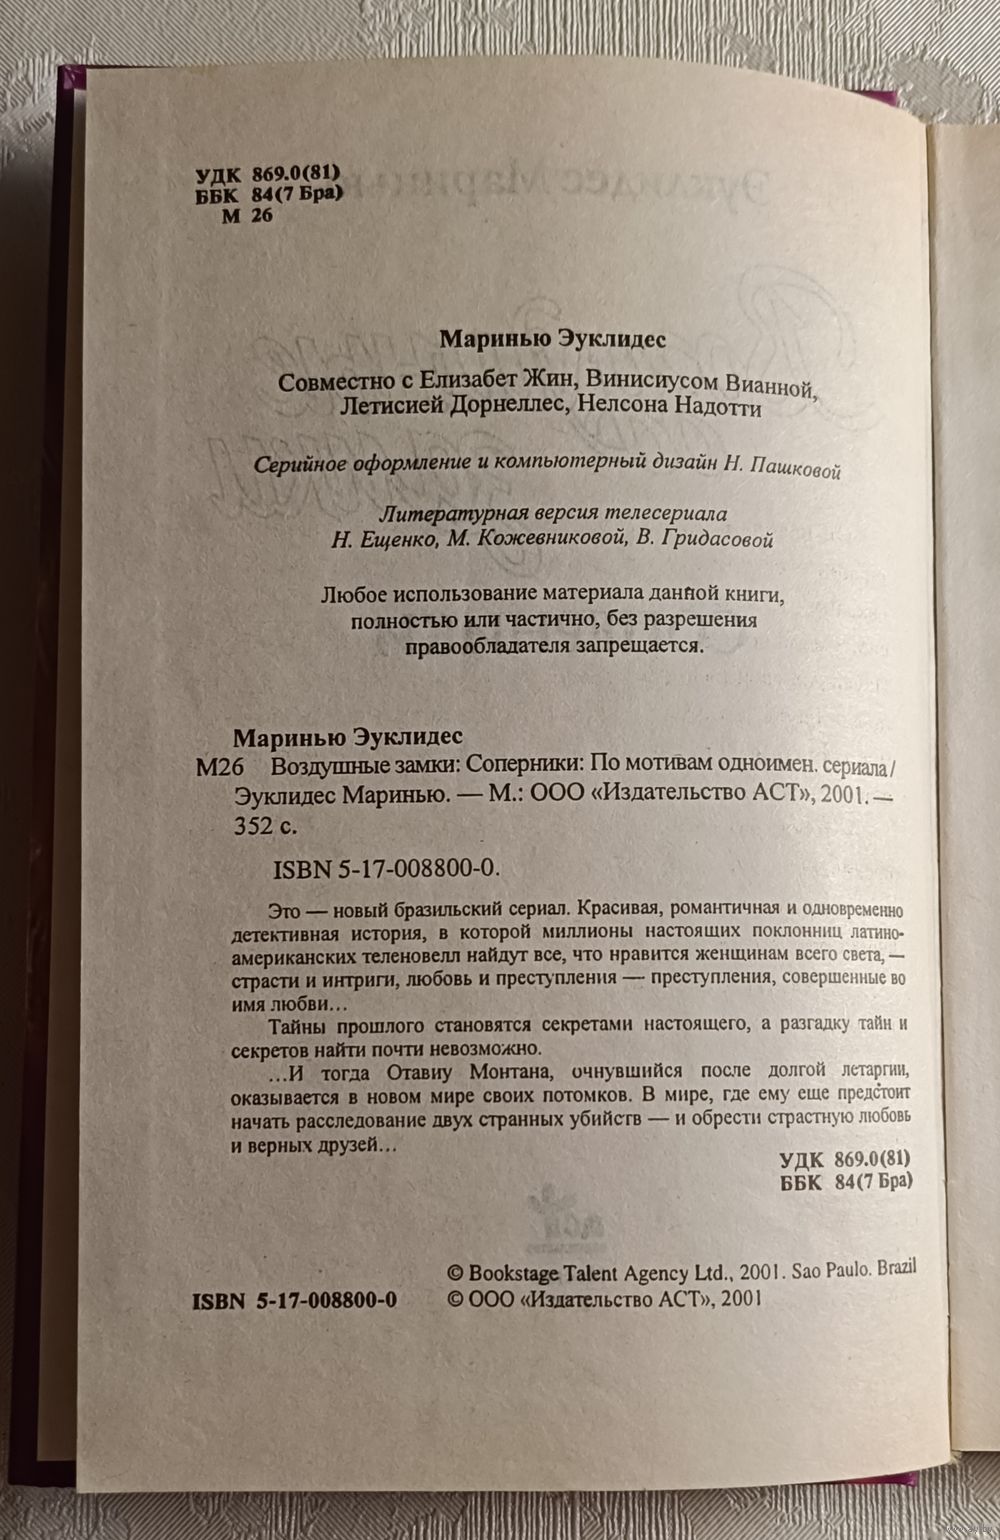 УДК 869.0(81)
ББК 84(7 Бра)
М 26
Маринью Эуклидес
Совместно с Елизабет Жин, Винисиусом Вианной,
Летисией Дорнеллес, Нелсона Надотти
Серийное оформление и компьютерный дизайн Н. Пашковой
Литературная версия телесериала
Н. Ещенко, М. Кожевниковой, В. Гридасовой
Любое использование материала данной книги,
полностью или частично, без разрешения
правообладателя запрещается.
Маринью Эуклидес
М26 Воздушные замки: Соперники: По мотивам одноимен. сериала/
Эуклидес Маринью. — М.: ООО «Издательство АСТ», 2001. —
352 с.
ISBN 5-17-008800-0.
Это — новый бразильский сериал. Красивая, романтичная и одновременно
детективная история, в которой миллионы настоящих поклонниц латино-
американских теленовелл найдут все, что нравится женщинам всего света, —
страсти и интриги, любовь и преступления — преступления, совершенные во
имя любви...
Тайны прошлого становятся секретами настоящего, а разгадку тайн и
секретов найти почти невозможно.
...И тогда Отавиу Монтана, очнувшийся после долгой летаргии,
оказывается в новом мире своих потомков. В мире, где ему еще предстоит
начать расследование двух странных убийств — и обрести страстную любовь
и верных друзей...
УДК 869.0(81)
ББК 84(7 Бра)
© Bookstage Talent Agency Ltd., 2001. Sao Paulo. Brazil
ISBN 5-17-008800-0 © ООО «Издательство АСТ», 2001